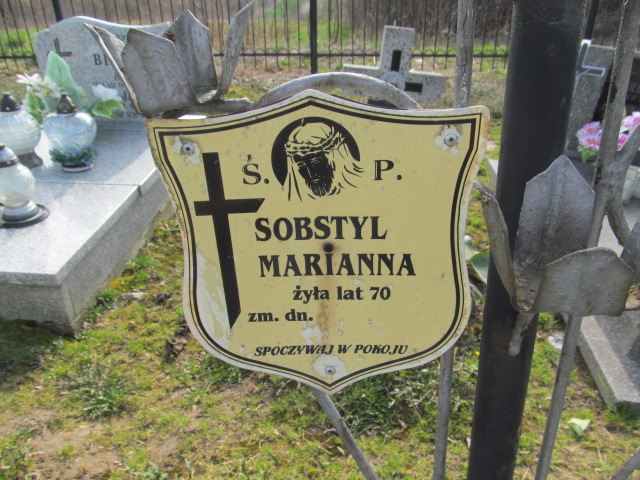 Ś. P.
SOBSTYL
MARIANNA
żyła lat 70
zm. dn.
SPOCZYWAJ W POKOJU